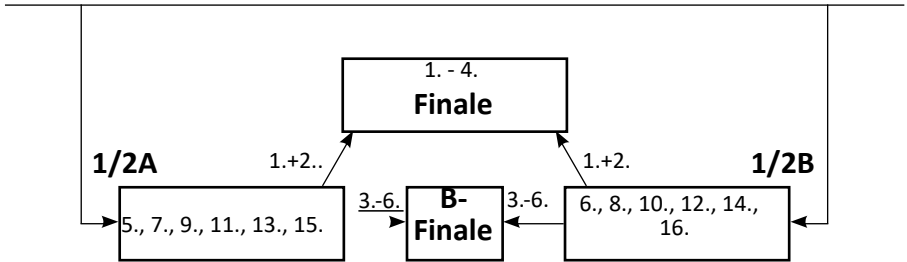 1. - 4.
Finale
1/2A
1.+2..
1.+2.
1/2B
5., 7., 9., 11., 13., 15.
3.-6.
B-
Finale
3.-6.
6., 8., 10., 12., 14.,
16.